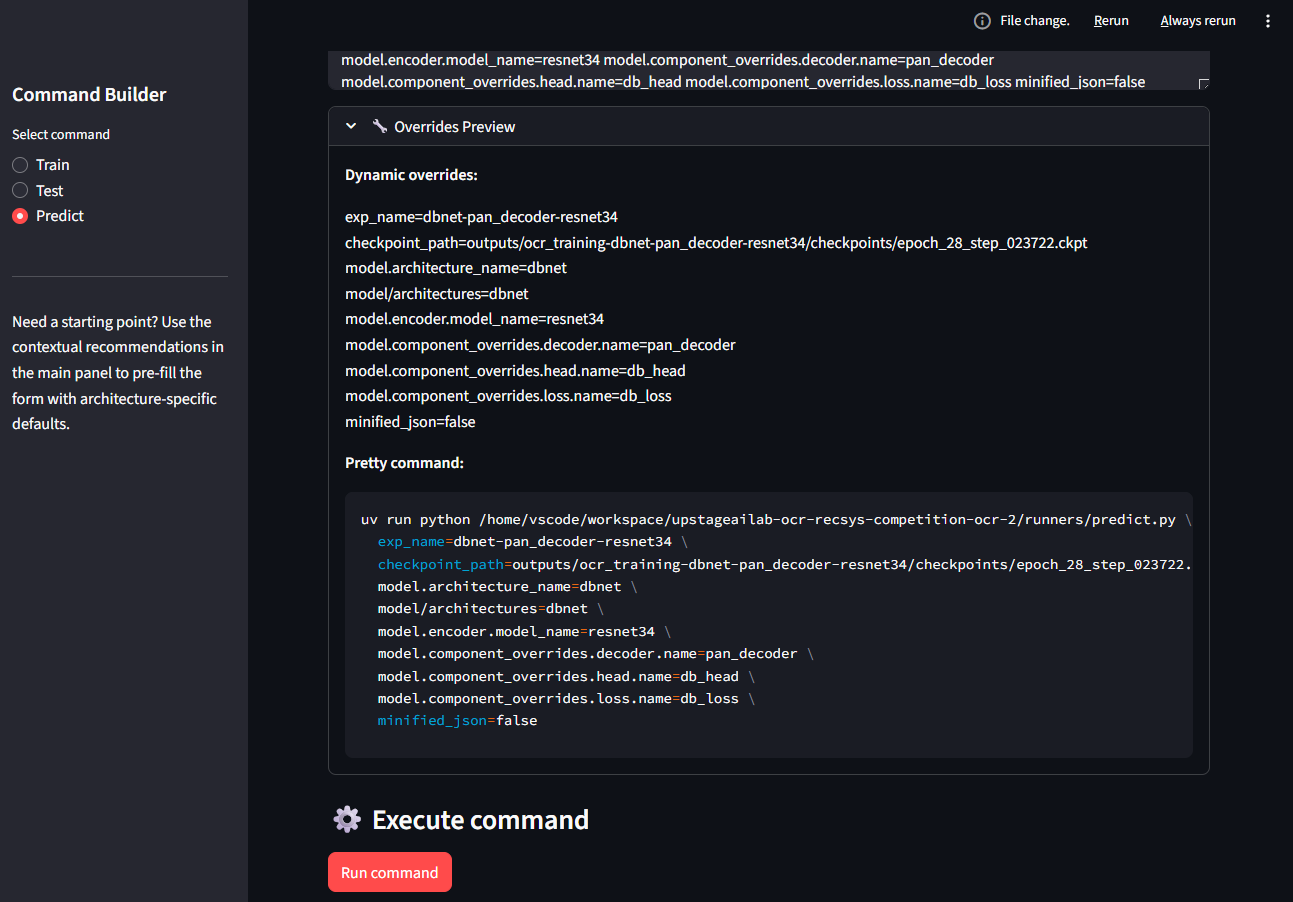 File change.
Rerun
Always rerun
Command Builder
Select command
Train
Test
Predict
Need a starting point? Use the
contextual recommendations in
the main panel to pre-fill the
form with architecture-specific
defaults.
model.encoder.model_name=resnet34 model.component_overrides.decoder.name=pan_decoder
model.component_overrides.head.name=db_head model.component_overrides.loss.name=db_loss minified_json=false
Overrides Preview
Dynamic overrides:
exp_name=dbnet-pan_decoder-resnet34
checkpoint_path=outputs/ocr_training-dbnet-pan_decoder-resnet34/checkpoints/epoch_28_step_023722.ckpt
model.architecture_name=dbnet
model/architectures=dbnet
model.encoder.model_name=resnet34
model.component_overrides.decoder.name=pan_decoder
model.component_overrides.head.name=db_head
model.component_overrides.loss.name=db_loss
minified_json=false
Pretty command:
uv run python /home/vscode/workspace/upstageailab-ocr-recsys-competition-ocr-2/runners/predict.py \
exp_name=dbnet-pan_decoder-resnet34 \
checkpoint_path=outputs/ocr_training-dbnet-pan_decoder-resnet34/checkpoints/epoch_28_step_023722.
model.architecture_name=dbnet \
model/architectures=dbnet \
model.encoder.model_name=resnet34 \
model.component_overrides.decoder.name=pan_decoder \
model.component_overrides.head.name=db_head \
model.component_overrides.loss.name=db_loss \
minified_json=false
Execute command
Run command